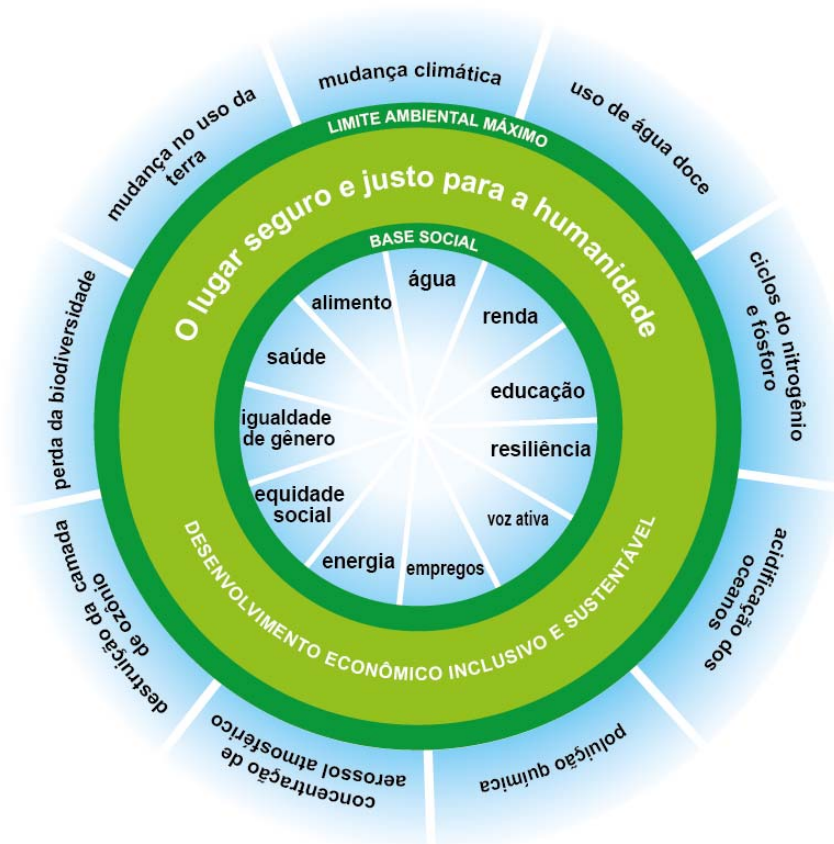 mudança climática
uso de água doce
ciclos do nitrogênio
e fósforo
acidificação dos
oceanos
poluição química
concentração de
aerossol atmosférico
destruição da camada
de ozônio
perda da biodiversidade
mudança no uso da
terra
LIMITE AMBIENTAL MÁXIMO
O lugar seguro e justo para a humanidade
BASE SOCIAL
água
renda
educação
resiliência
voz ativa
empregos
energia
equidade
social
igualdade
de gênero
saúde
alimento
DESENVOLVIMENTO ECONÔMICO INCLUSIVO E SUSTENTÁVEL